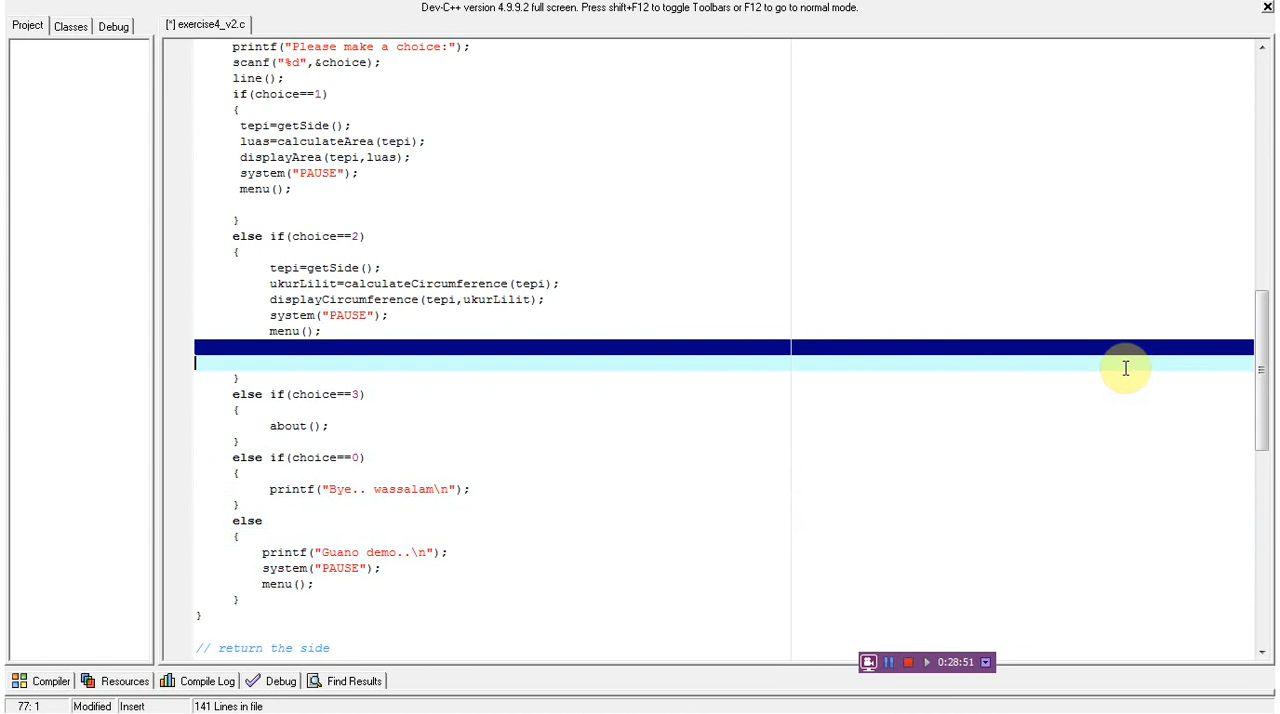 Dev-C++ version 4.9.9.2 full screen. Press shift+F12 to toggle Toolbars or F12 to go to normal mode.
Project Classes Debug [*] exercise4_v2.c
printf("Please make a choice:");
scanf("%d",&choice);
line();
if(choice==1)
{
tepi=getSide();
luas=calculateArea(tepi);
displayArea(tepi,luas);
system("PAUSE");
menu();
}
else if(choice==2)
{
tepi=getSide();
ukurLilit=calculateCircumference(tepi);
displayCircumference(tepi,ukurLilit);
system("PAUSE");
menu();
}
else if(choice==3)
{
about();
}
else if(choice==0)
{
printf("Bye.. wassalam\n");
}
else
{
printf("Guano demo..\n");
system("PAUSE");
menu();
}
}
// return the side
0:28:51
Compiler Resources Compile Log Debug Find Results
77: 1 Modified Insert 141 Lines in file